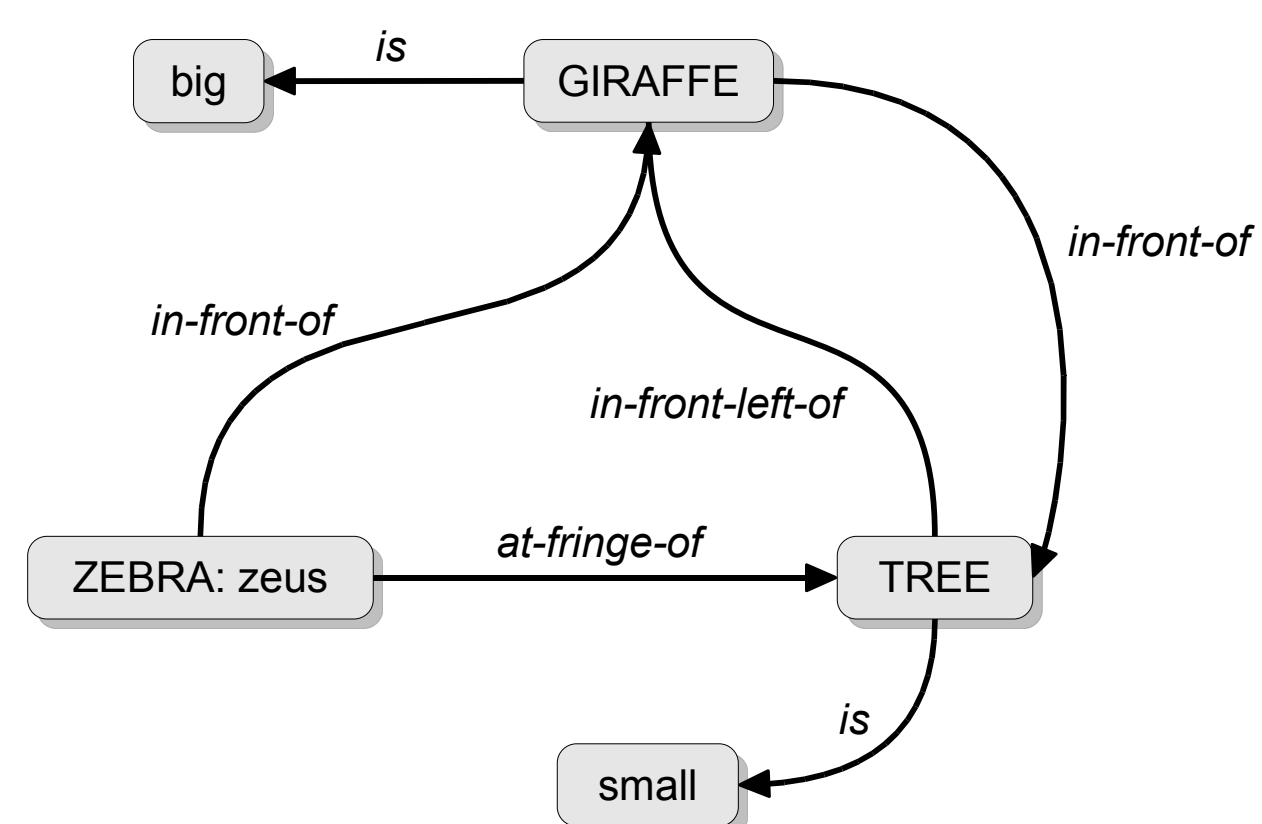 is
big
GIRAFFE
in-front-of
in-front-of
in-front-left-of
at-fringe-of
ZEBRA: zeus
TREE
is
small